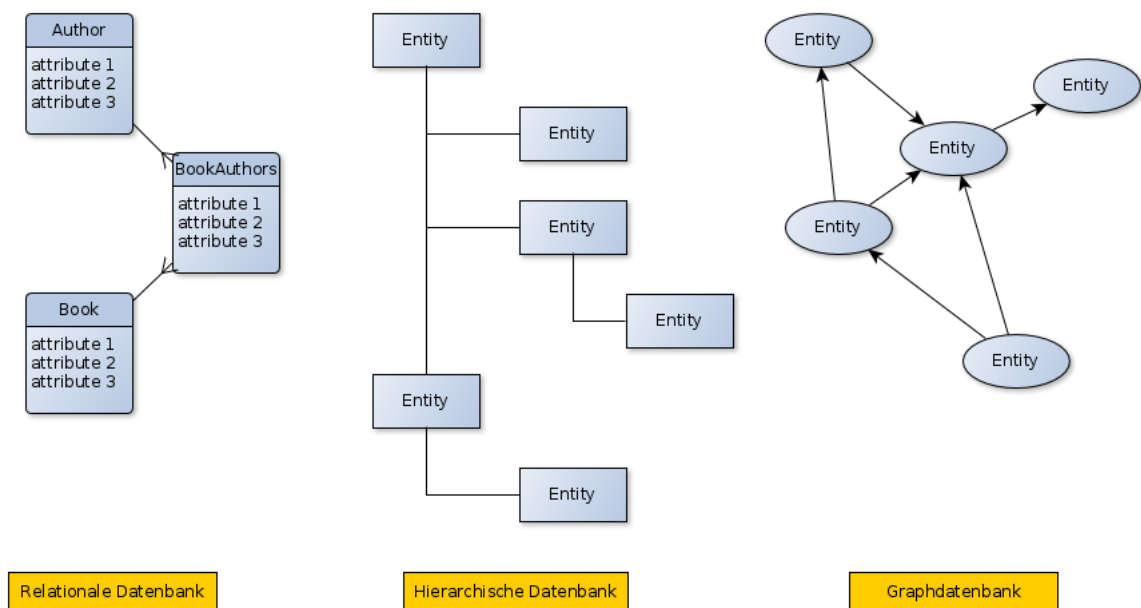 Author
attribute 1
attribute 2
attribute 3
BookAuthors
attribute 1
attribute 2
attribute 3
Book
attribute 1
attribute 2
attribute 3
Relationale Datenbank
Entity
Entity
Entity
Entity
Entity
Entity
Hierarchische Datenbank
Entity
Entity
Entity
Entity
Entity
Graphdatenbank